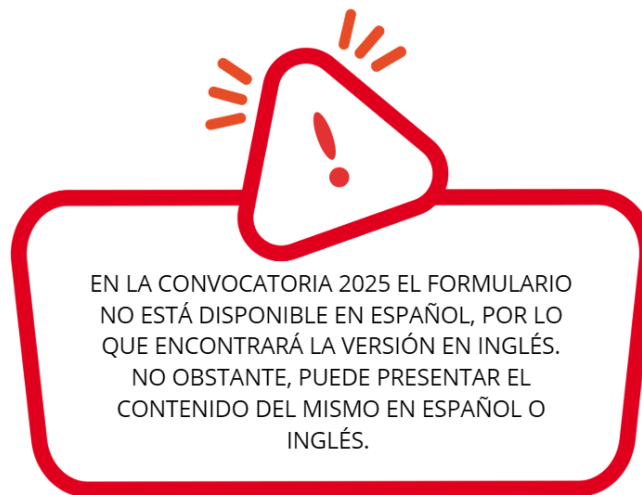 EN LA CONVOCATORIA 2025 EL FORMULARIO
NO ESTÁ DISPONIBLE EN ESPAÑOL, POR LO
QUE ENCONTRARÁ LA VERSIÓN EN INGLÉS.
NO OBSTANTE, PUEDE PRESENTAR EL
CONTENIDO DEL MISMO EN ESPAÑOL O
INGLÉS.